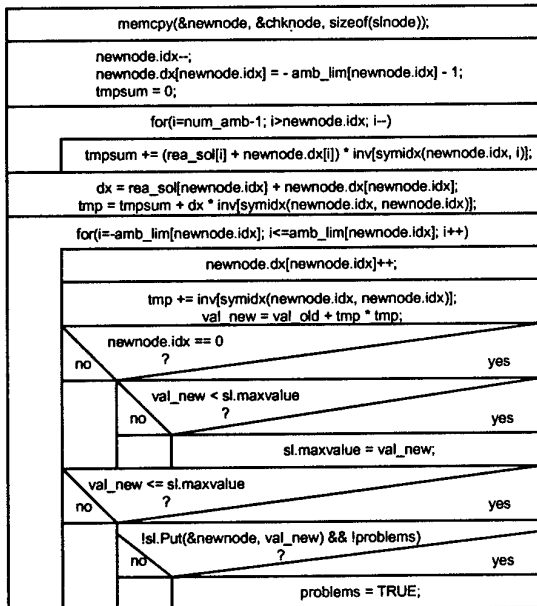 memcpy(&newnode, &chknode, sizeof(slnode));
newnode.idx--;
newnode.dx[newnode.idx] = - amb_lim[newnode.idx] - 1;
tmpsum = 0;
for(i=num_amb-1; i>newnode.idx; i--)
tmpsum += (rea_sol[i] + newnode.dx[i]) * inv[symidx(newnode.idx, i)];
dx = rea_sol[newnode.idx] + newnode.dx[newnode.idx];
tmp = tmpsum + dx * inv[symidx(newnode.idx, newnode.idx)];
for(i=-amb_lim[newnode.idx]; i<=amb_lim[newnode.idx]; i++)
newnode.dx[newnode.idx]++;
tmp += inv[symidx(newnode.idx, newnode.idx)];
val_new = val_old + tmp * tmp;
newnode.idx == 0
?
no yes
val_new < sl.maxvalue
?
no yes
sl.maxvalue = val_new;
val_new <= sl.maxvalue
?
no yes
!sl.Put(&newnode, val_new) && !problems)
?
no yes
problems = TRUE;